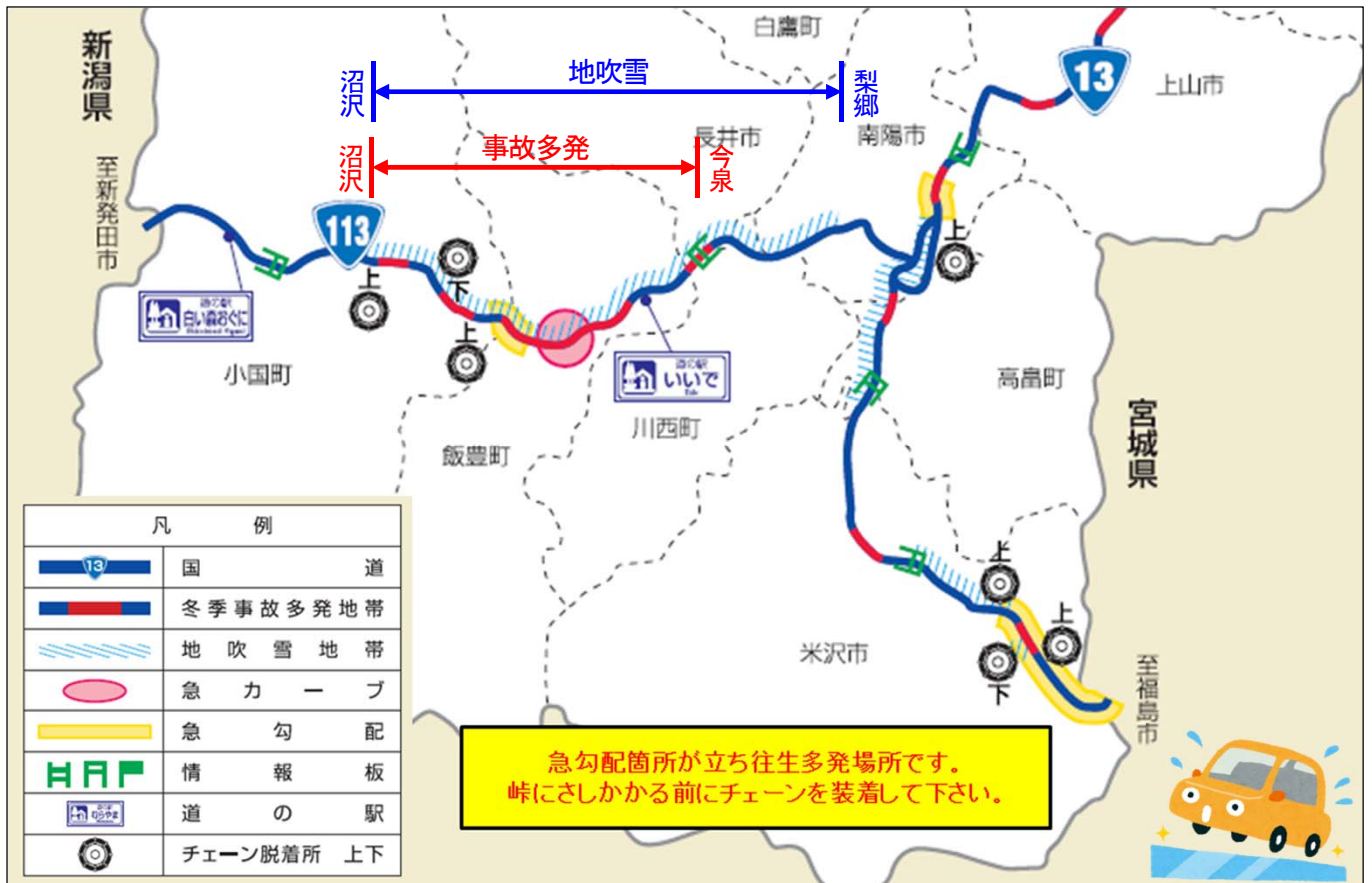 新潟県
至新発田市
白鷹町
13
上山市
沼沢
地吹雪
梨郷
長井市
南陽市
沼沢
事故多発
今泉
113
上
下
上
上
道の駅
白い森おぐに
小国町
道の駅
いいで
飯豊町
川西町
高畠町
宮城県
凡 例
13
国道
冬季事故多発地帯
地吹雪地帯
急カーブ
急勾配
情報板
道の駅
むらやま
チェーン脱着所 上下
米沢市
上
上
下
至福島市
急勾配箇所が立ち往生多発場所です。
峠にさしかかる前にチェーンを装着して下さい。